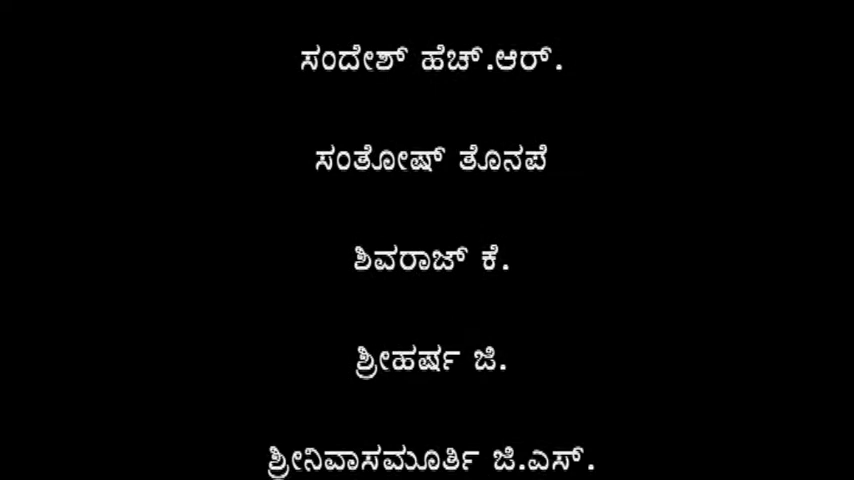 ಸಂದೇಶ್ ಹೆಚ್.ಆರ್.
ಸಂತೋಷ್ ತೊನಪೆ
ಶಿವರಾಜ್ ಕೆ.
ಶ್ರೀಹರ್ಷ ಜಿ.
ಶ್ರೀನಿವಾಸಮೂರ್ತಿ ಜಿ.ಎಸ್.